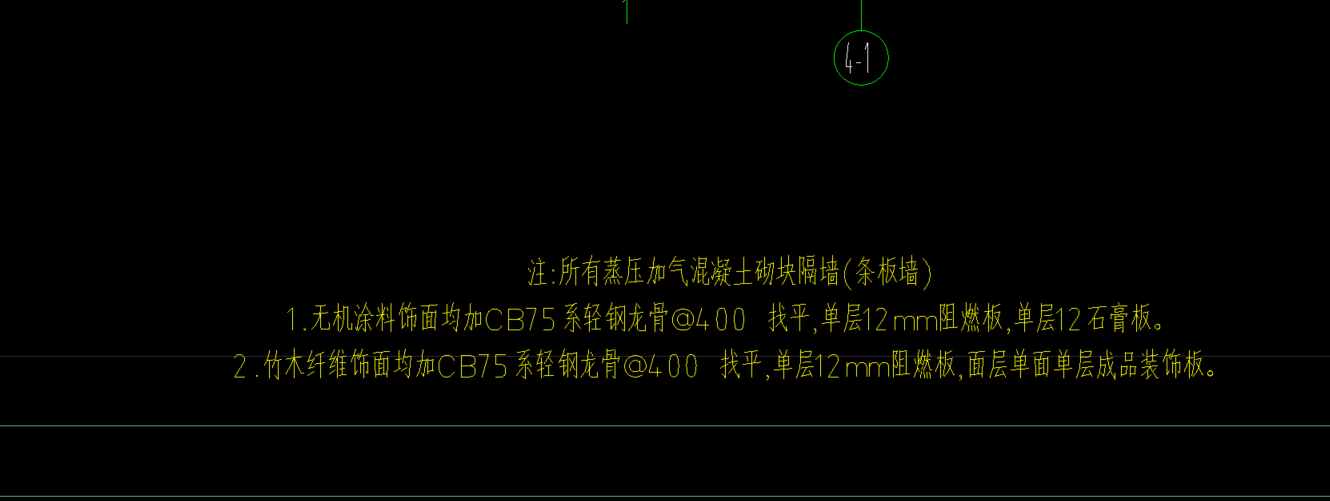 1
4-1
注:所有蒸压加气混凝土砌块隔墙(条板墙)
1.无机涂料饰面均加CB75系轻钢龙骨@400 找平,单层12mm阻燃板,单层12石膏板。
2.竹木纤维饰面均加CB75系轻钢龙骨@400 找平,单层12mm阻燃板,面层单面单层成品装饰板。